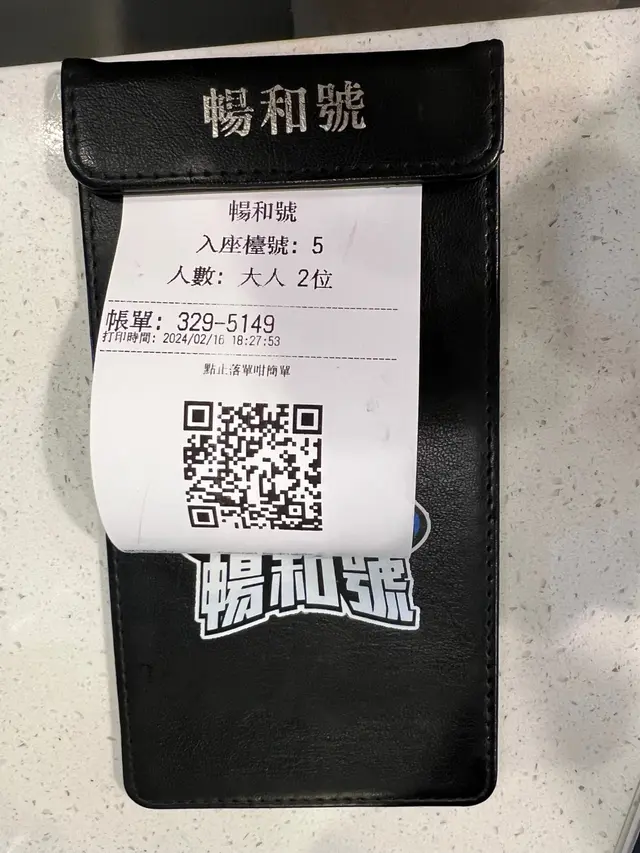 暢和號
暢和號
入座檯號: 5
人數: 大人 2位
帳單: 329-5149
打印時間: 2024/02/16 18:27:53
點止落單咁簡單
暢和號